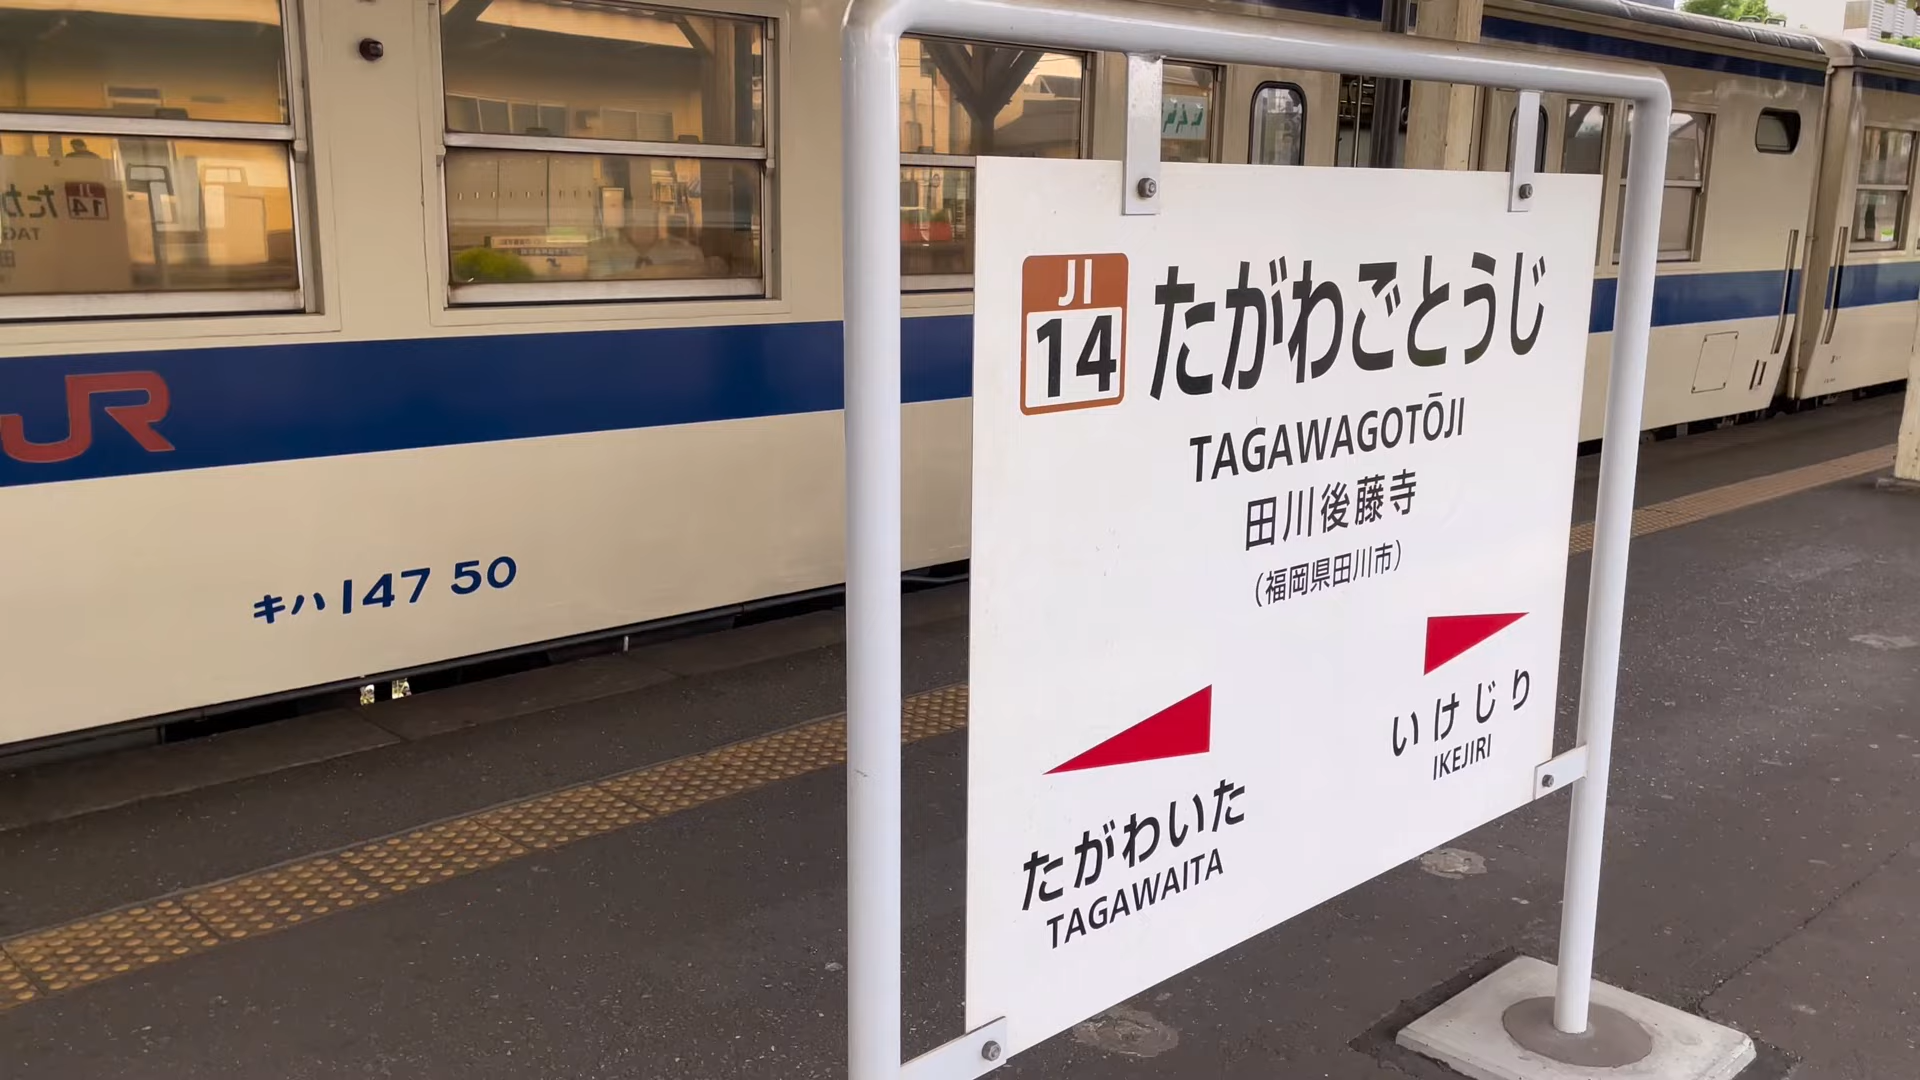 JR
キハ147 50
JI
14
たがわごとうじ
TAGAWAGOTŌJI
田川後藤寺
(福岡県田川市)
いけじり
IKEJIRI
たがわいた
TAGAWAITA